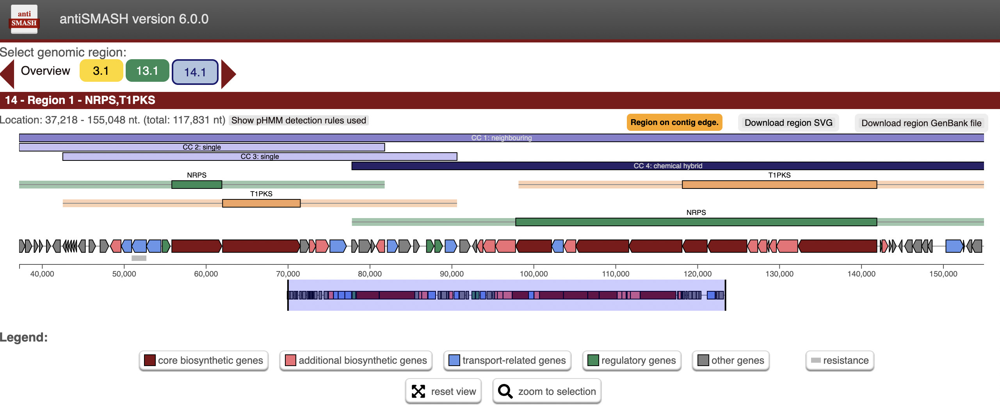 anti
SMASH
antiSMASH version 6.0.0
Select genomic region:
Overview 3.1 13.1 14.1
14 - Region 1 - NRPS,T1PKS
Location: 37,218 - 155,048 nt. (total: 117,831 nt) Show pHMM detection rules used Region on contig edge. Download region SVG Download region GenBank file
CC 1: neighbouring
CC 2: single
CC 3: single
CC 4: chemical hybrid
NRPS T1PKS
T1PKS
NRPS
40,000 50,000 60,000 70,000 80,000 90,000 100,000 110,000 120,000 130,000 140,000 150,000
Legend:
core biosynthetic genes additional biosynthetic genes transport-related genes regulatory genes other genes resistance
reset view zoom to selection